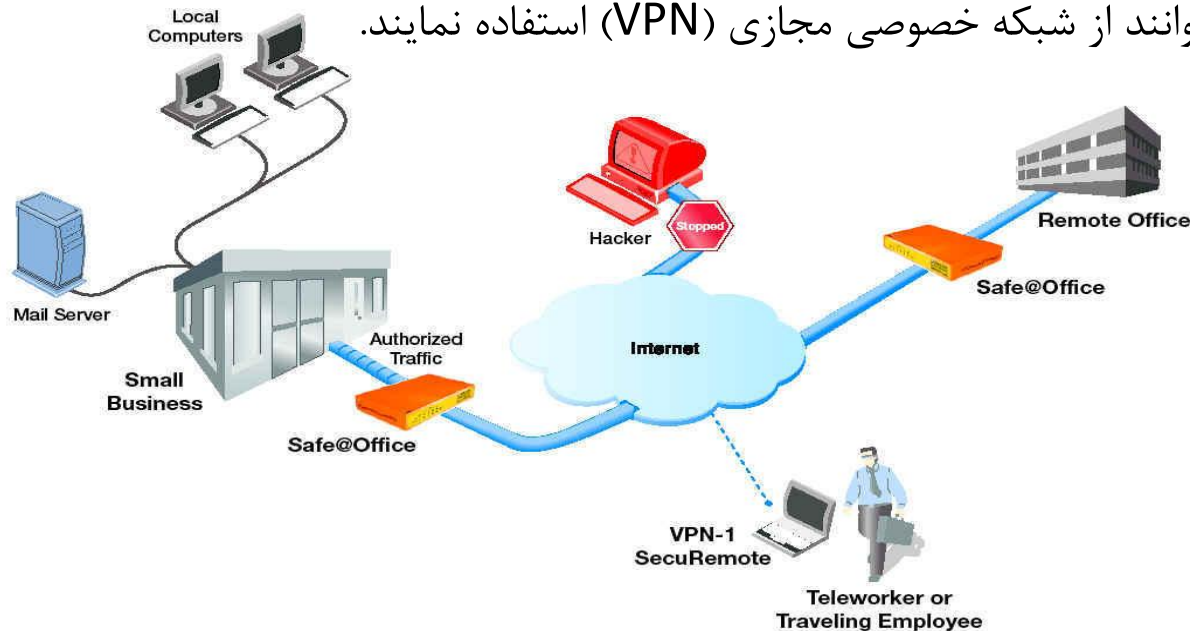 وانند از شبکه خصوصی مجازی (VPN) استفاده نمایند.
Local
Computers
Mail Server
Small
Business
Authorized
Traffic
Safe@Office
Hacker
Stopped
Internet
Remote Office
Safe@Office
VPN-1
SecuRemote
Teleworker or
Traveling Employee